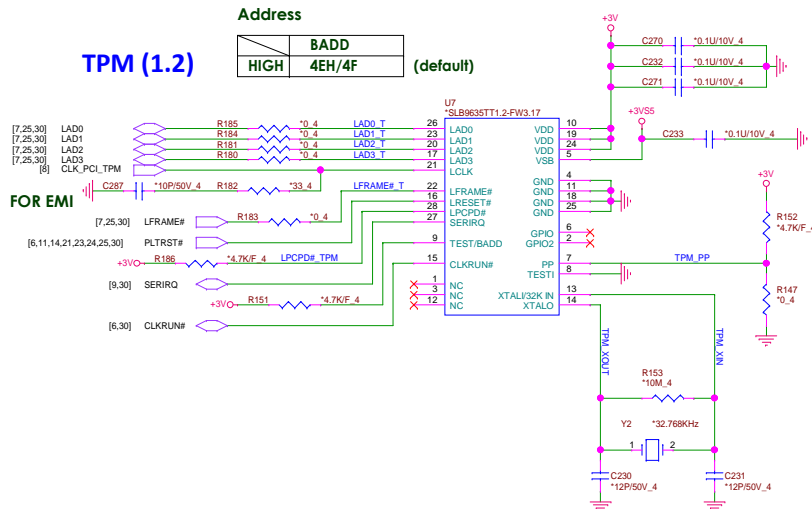 Address
BADD
HIGH 4EH/4F (default)
TPM (1.2)
+3V
C270 *0.1U/10V_4
C232 *0.1U/10V_4
C271 *0.1U/10V_4
+3VS5
C233 *0.1U/10V_4
U7
*SLB9635TT1.2-FW3.17
[7,25,30] LAD0 R185 *0_4 LAD0_T 26 LAD0 VDD 10
[7,25,30] LAD1 R184 *0_4 LAD1_T 23 LAD1 VDD 19
[7,25,30] LAD2 R181 *0_4 LAD2_T 20 LAD2 VDD 24
[7,25,30] LAD3 R180 *0_4 LAD3_T 17 LAD3 VSB 5
[8] CLK_PCI_TPM 21 LCLK
GND 4
C287 *10P/50V_4 R182 *33_4
FOR EMI
LFRAME#_T 22 LFRAME# GND 11
16 LRESET# GND 18
28 LPCPD# GND 25
27 SERIRQ
[7,25,30] LFRAME# R183 *0_4
GPIO 6
GPIO2 2
[6,11,14,21,23,24,25,30] PLTRST#
9 TEST/BADD
+3V R186 *4.7K/F_4 LPCPD#_TPM
15 CLKRUN# PP 7 TPM_PP
TESTI 8
[9,30] SERIRQ
1 NC
3 NC XTALI/32K IN 13
12 NC XTALO 14
+3V R151 *4.7K/F_4
[6,30] CLKRUN#
+3V
R152
*4.7K/F_4
R147
*0_4
TPM_XOUT
TPM_XIN
R153
*10M_4
Y2 *32.768KHz
1 2
C230
*12P/50V_4
C231
*12P/50V_4